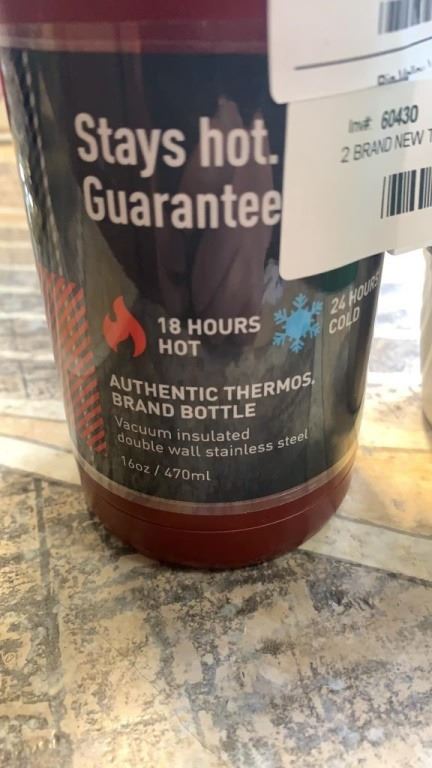 Stays hot.
Guarantee
18 HOURS
HOT
24 HOURS
COLD
AUTHENTIC THERMOS.
BRAND BOTTLE
Vacuum insulated
double wall stainless steel
16oz / 470ml
Inv#: 60430
2 BRAND NEW T